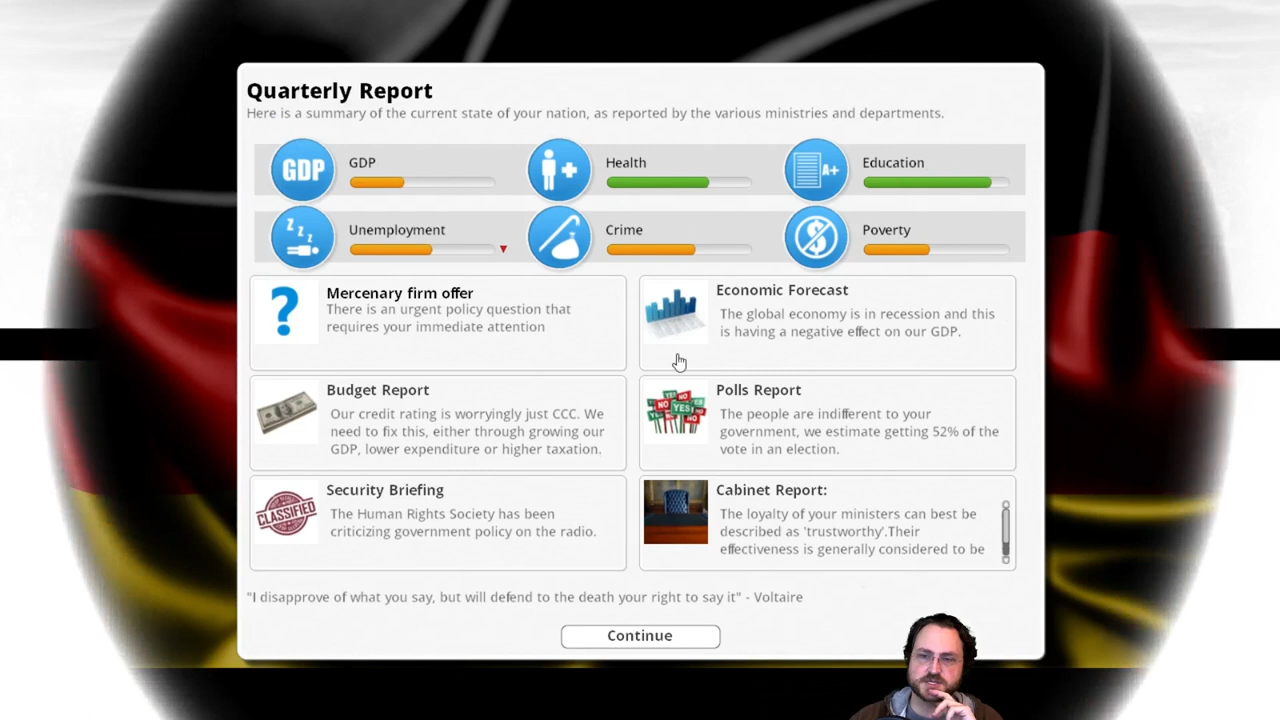 Quarterly Report
Here is a summary of the current state of your nation, as reported by the various ministries and departments.
GDP
GDP
Health
A+
Education
Z Z Z
Unemployment
Crime
$
Poverty
?
Mercenary firm offer
There is an urgent policy question that
requires your immediate attention
Economic Forecast
The global economy is in recession and this
is having a negative effect on our GDP.
Budget Report
Our credit rating is worryingly just CCC. We
need to fix this, either through growing our
GDP, lower expenditure or higher taxation.
NO
YES
NO
Polls Report
The people are indifferent to your
government, we estimate getting 52% of the
vote in an election.
CLASSIFIED
Security Briefing
The Human Rights Society has been
criticizing government policy on the radio.
Cabinet Report:
The loyalty of your ministers can best be
described as 'trustworthy'.Their
effectiveness is generally considered to be
"I disapprove of what you say, but will defend to the death your right to say it" - Voltaire
Continue